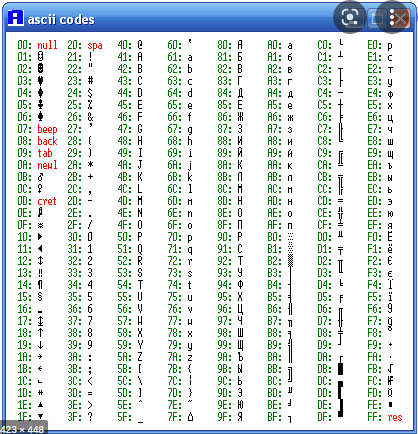 ascii codes
00: null 20: spa 40: @ 60: ` 80: А A0: а C0: └ E0: р
01: ☺ 21: ! 41: A 61: a 81: Б A1: б C1: ┴ E1: с
02: ☻ 22: " 42: B 62: b 82: В A2: в C2: ┬ E2: т
03: ♥ 23: # 43: C 63: c 83: Г A3: г C3: ├ E3: у
04: ♦ 24: $ 44: D 64: d 84: Д A4: д C4: ─ E4: ф
05: ♣ 25: % 45: E 65: e 85: Е A5: е C5: ┼ E5: х
06: ♠ 26: & 46: F 66: f 86: Ж A6: ж C6: ╞ E6: ц
07: beep 27: ' 47: G 67: g 87: З A7: з C7: ╟ E7: ч
08: back 28: ( 48: H 68: h 88: И A8: и C8: ╚ E8: ш
09: tab 29: ) 49: I 69: i 89: Й A9: й C9: ╔ E9: щ
0A: newl 2A: * 4A: J 6A: j 8A: К AA: к CA: ╩ EA: ъ
0B: ♂ 2B: + 4B: K 6B: k 8B: Л AB: л CB: ╦ EB: ы
0C: ♀ 2C: , 4C: L 6C: l 8C: М AC: м CC: ╠ EC: ь
0D: cret 2D: - 4D: M 6D: m 8D: Н AD: н CD: ═ ED: э
0E: ♫ 2E: . 4E: N 6E: n 8E: О AE: о CE: ╬ EE: ю
0F: ☼ 2F: / 4F: O 6F: o 8F: П AF: п CF: ╧ EF: я
10: ► 30: 0 50: P 70: p 90: Р B0: ░ D0: ╨ F0: Ё
11: ◄ 31: 1 51: Q 71: q 91: С B1: ▒ D1: ╤ F1: ё
12: ↕ 32: 2 52: R 72: r 92: Т B2: ▓ D2: ╥ F2: Є
13: ‼ 33: 3 53: S 73: s 93: У B3: │ D3: ╙ F3: є
14: ¶ 34: 4 54: T 74: t 94: Ф B4: ┤ D4: ╘ F4: Ї
15: § 35: 5 55: U 75: u 95: Х B5: ╡ D5: ╒ F5: ї
16: ▬ 36: 6 56: V 76: v 96: Ц B6: ╢ D6: ╓ F6: Ў
17: ↨ 37: 7 57: W 77: w 97: Ч B7: ╖ D7: ╫ F7: ў
18: ↑ 38: 8 58: X 78: x 98: Ш B8: ╕ D8: ╪ F8: °
19: ↓ 39: 9 59: Y 79: y 99: Щ B9: ╣ D9: ┘ F9: ∙
1A: → 3A: : 5A: Z 7A: z 9A: Ъ BA: ║ DA: ┌ FA: ·
1B: ← 3B: ; 5B: [ 7B: { 9B: Ы BB: ╗ DB: █ FB: √
1C: ∟ 3C: < 5C: \ 7C: ¦ 9C: Ь BC: ╝ DC: ▄ FC: №
1D: ↔ 3D: = 5D: ] 7D: } 9D: Э BD: ╜ DD: ▌ FD: ¤
1E: ▲ 3E: > 5E: ^ 7E: ~ 9E: Ю BE: ╛ DE: ▐ FE: ■
1F: ▼ 3F: ? 5F: _ 7F: ⌂ 9F: Я BF: ┐ DF: ▀ FF: res
423 × 448